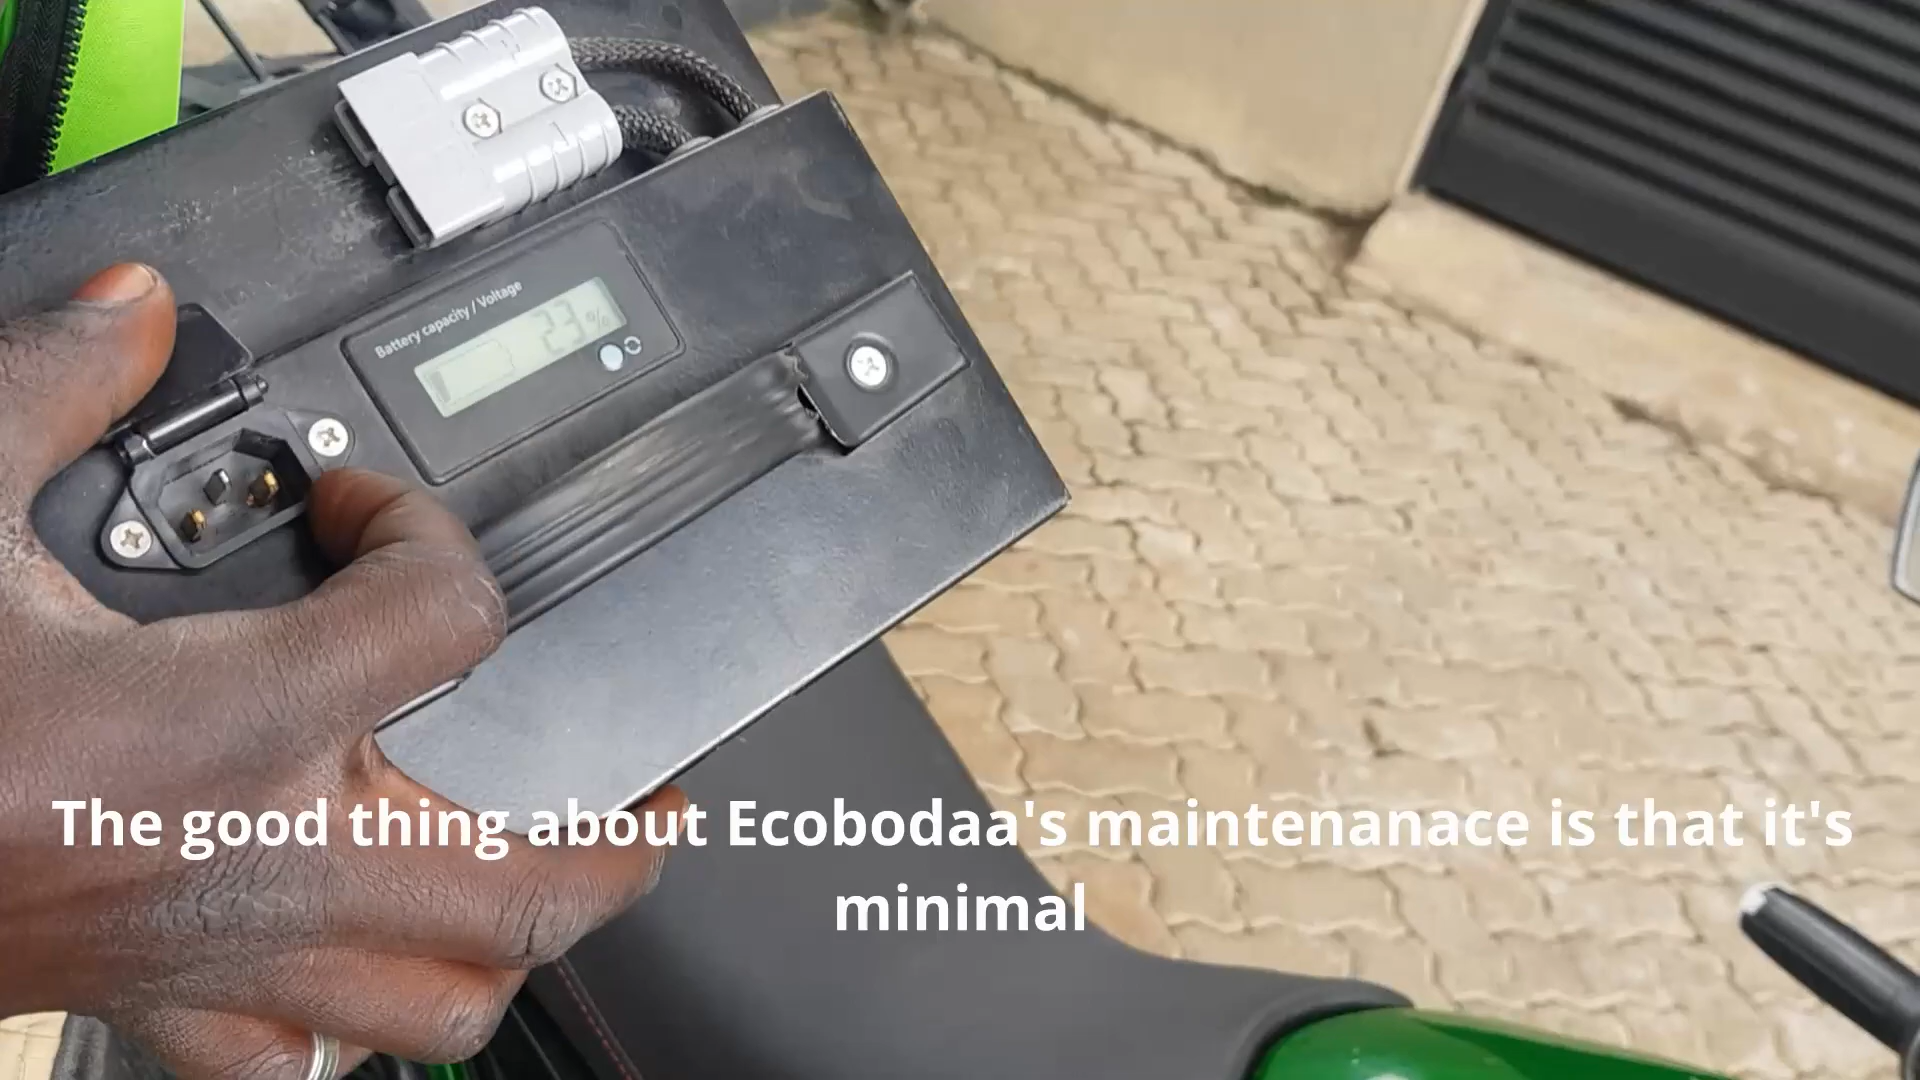 Battery capacity / Voltage
23%
The good thing about Ecobodaa's maintenanace is that it's
minimal